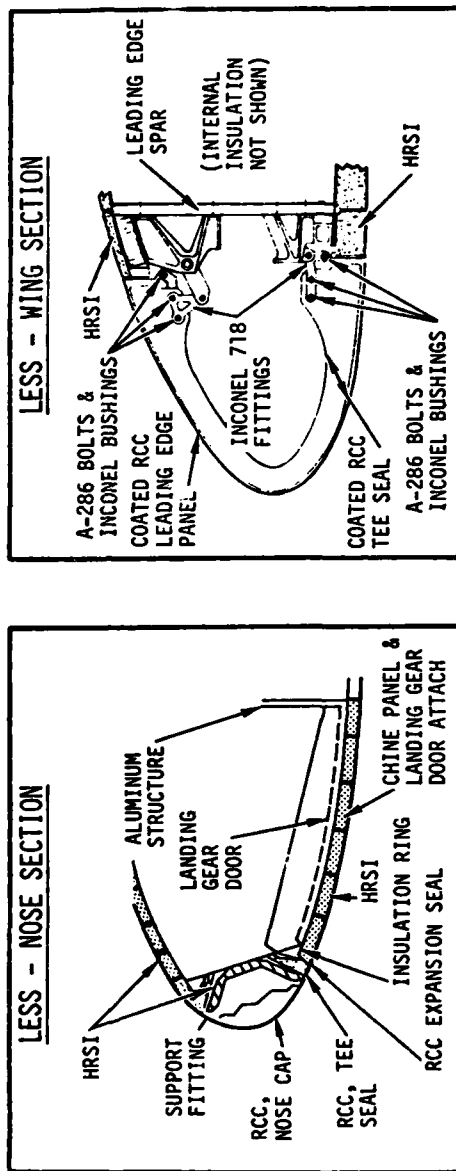 LESS - NOSE SECTION
HRSI
SUPPORT
FITTING
RCC,
NOSE CAP
RCC, TEE
SEAL
ALUMINUM
STRUCTURE
LANDING
GEAR
DOOR
HRSI
INSULATION RING
RCC EXPANSION SEAL
CHINE PANEL &
LANDING GEAR
DOOR ATTACH
LESS - WING SECTION
HRSI
A-286 BOLTS &
INCONEL BUSHINGS
COATED RCC
LEADING EDGE
PANEL
INCONEL 718
FITTINGS
LEADING EDGE
SPAR
(INTERNAL
INSULATION
NOT SHOWN)
HRSI
COATED RCC
TEE SEAL
A-286 BOLTS &
INCONEL BUSHINGS